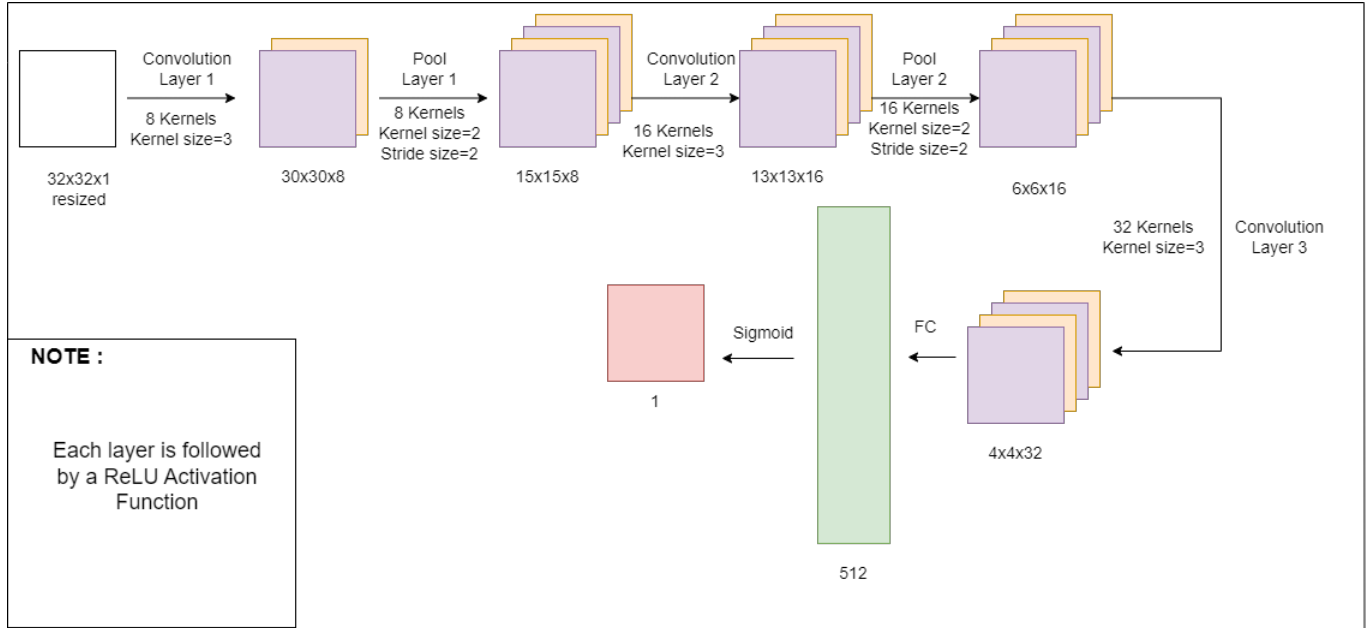 Convolution
Layer 1
8 Kernels
Kernel size=3
32x32x1
resized
30x30x8
Pool
Layer 1
8 Kernels
Kernel size=2
Stride size=2
15x15x8
Convolution
Layer 2
16 Kernels
Kernel size=3
13x13x16
Pool
Layer 2
16 Kernels
Kernel size=2
Stride size=2
6x6x16
32 Kernels
Kernel size=3
Convolution
Layer 3
4x4x32
FC
512
Sigmoid
1
NOTE :
Each layer is followed
by a ReLU Activation
Function